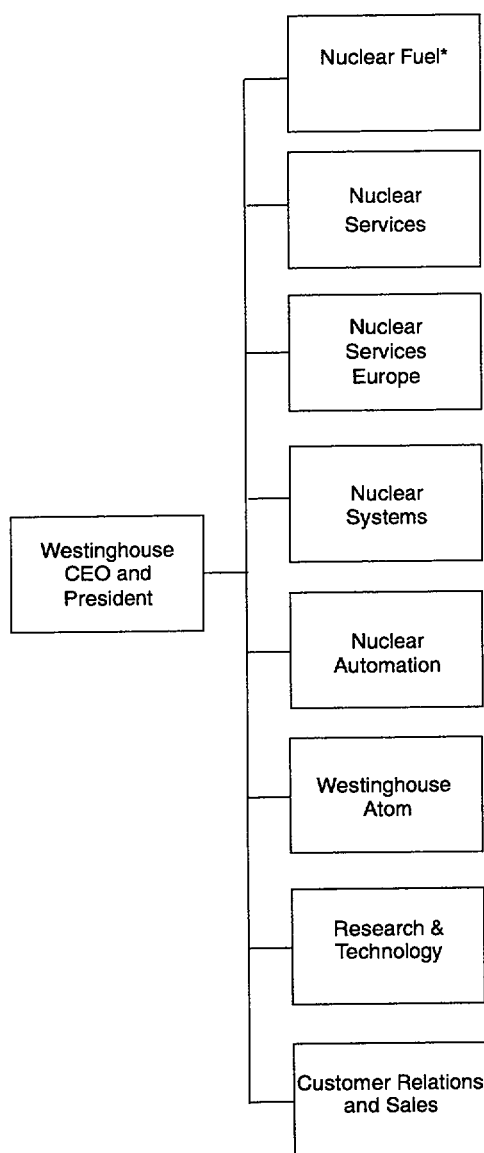 Nuclear Fuel*
Nuclear
Services
Nuclear
Services
Europe
Nuclear
Systems
Westinghouse
CEO and
President
Nuclear
Automation
Westinghouse
Atom
Research &
Technology
Customer Relations
and Sales